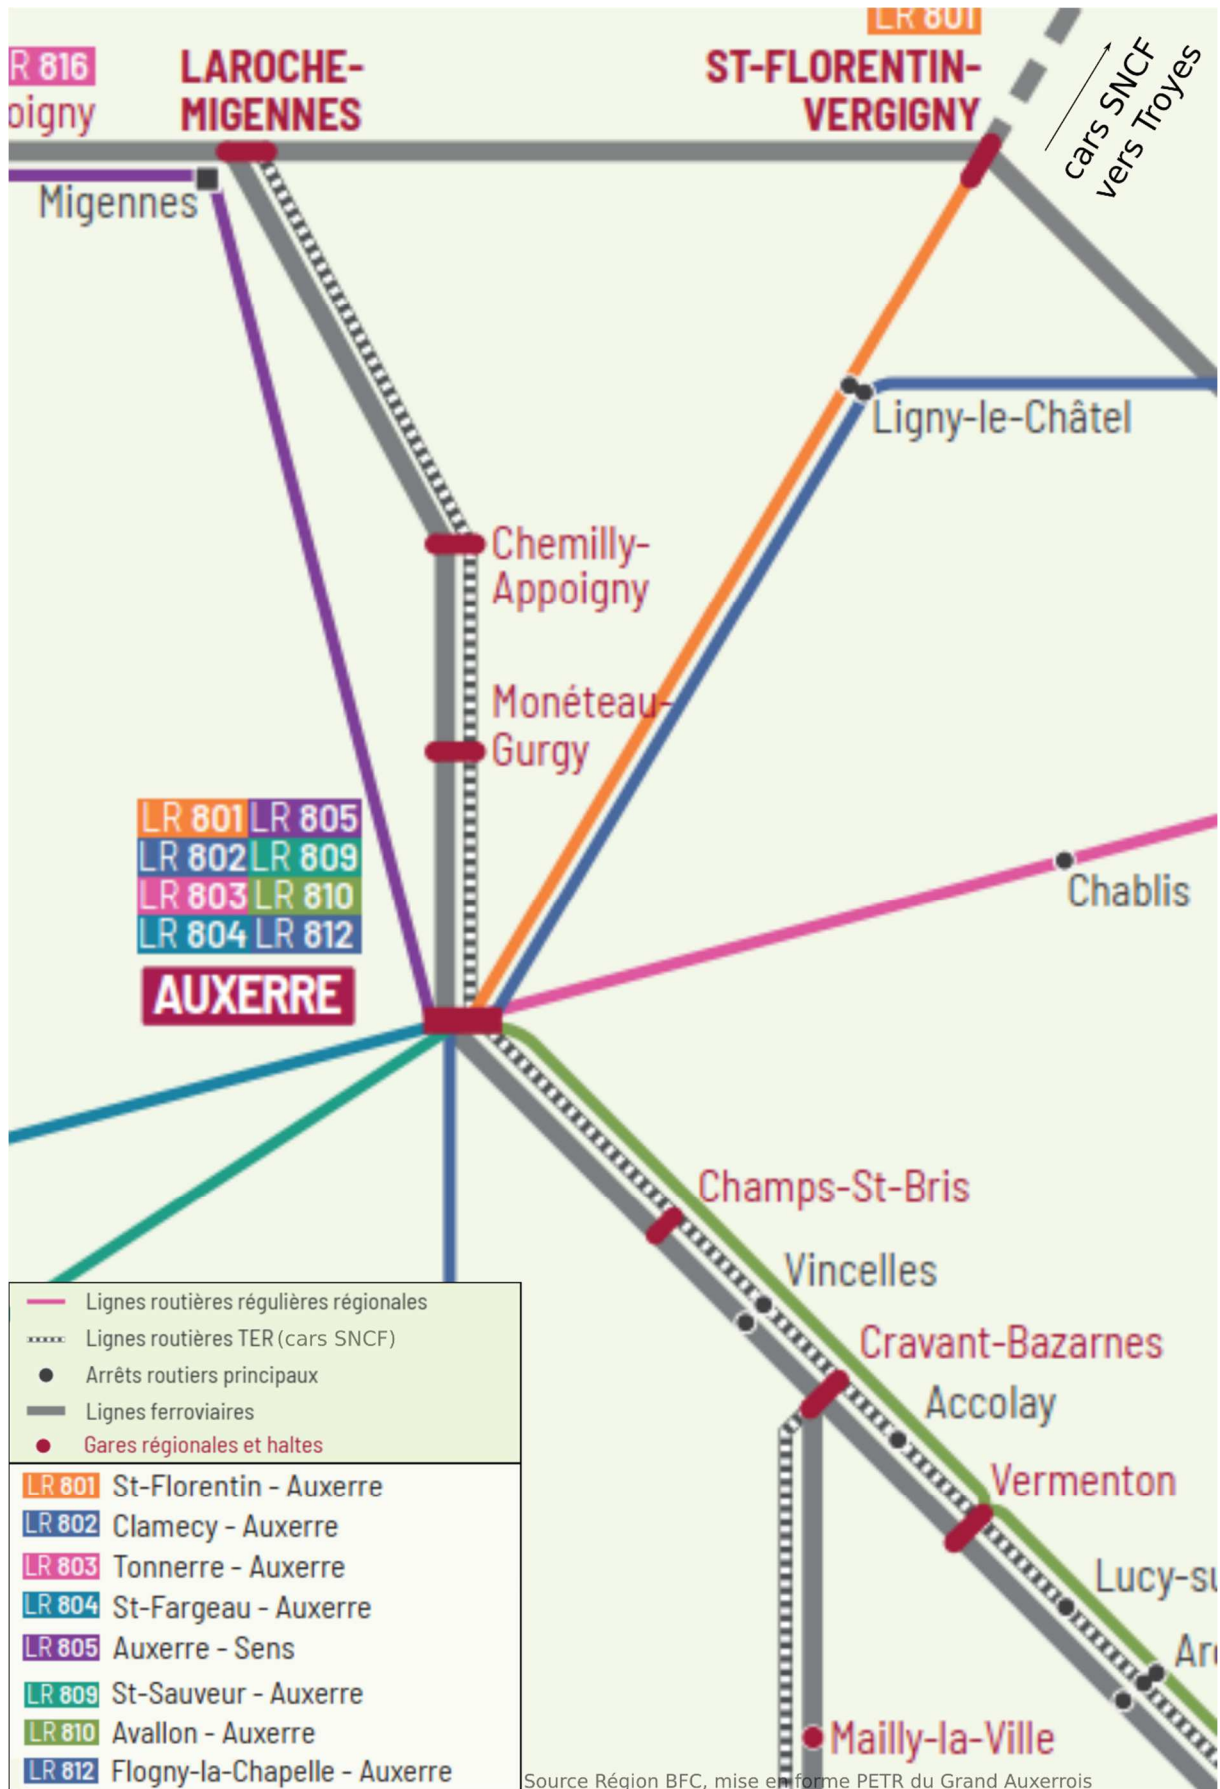 LR 801
R 816
oigny
LAROCHE-
MIGENNES
ST-FLORENTIN-
VERGIGNY
cars SNCF
vers Troyes
Migennes
Ligny-le-Châtel
Chemilly-
Appoigny
Monéteau-
Gurgy
LR 801 LR 805
LR 802 LR 809
LR 803 LR 810
LR 804 LR 812
AUXERRE
Chablis
Champs-St-Bris
Vincelles
Cravant-Bazarnes
Accolay
Vermenton
Lucy-su
Arc
Mailly-la-Ville
Lignes routières régulières régionales
Lignes routières TER (cars SNCF)
Arrêts routiers principaux
Lignes ferroviaires
Gares régionales et haltes
LR 801 St-Florentin - Auxerre
LR 802 Clamecy - Auxerre
LR 803 Tonnerre - Auxerre
LR 804 St-Fargeau - Auxerre
LR 805 Auxerre - Sens
LR 809 St-Sauveur - Auxerre
LR 810 Avallon - Auxerre
LR 812 Flogny-la-Chapelle - Auxerre
Source Région BFC, mise en forme PETR du Grand Auxerrois